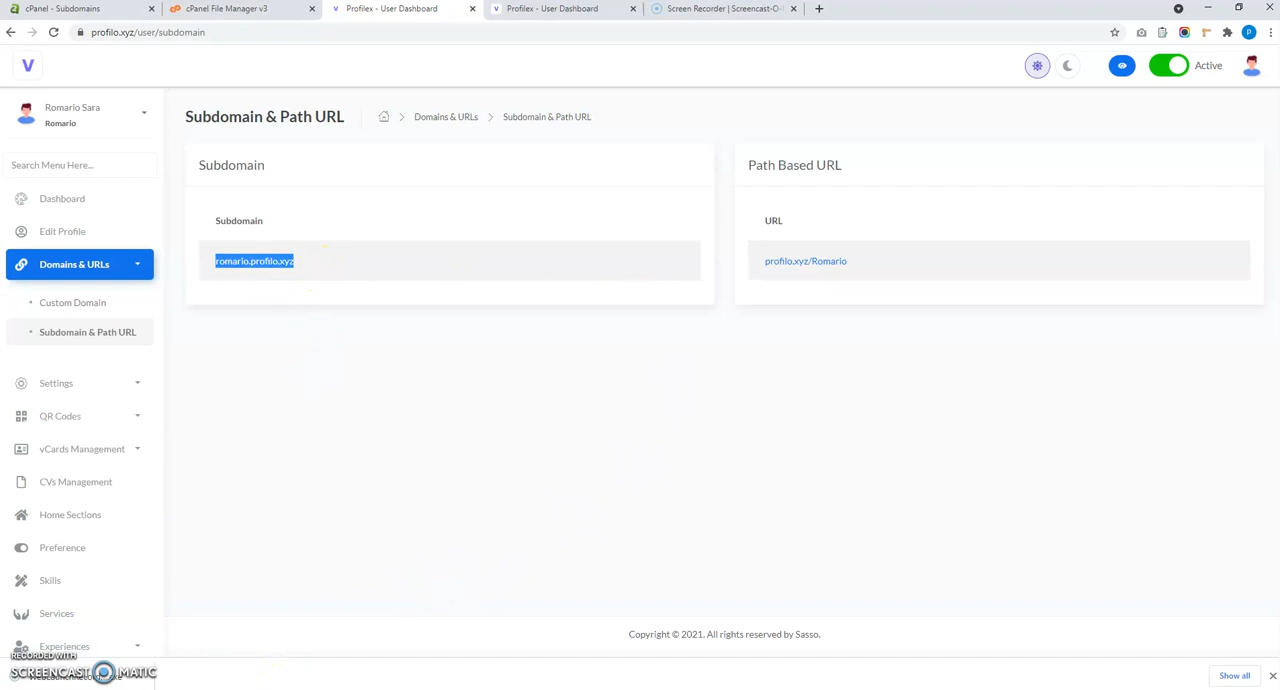 cPanel - Subdomains
cPanel File Manager v3
Profilex - User Dashboard
Profilex - User Dashboard
Screen Recorder | Screencast-O-
profilo.xyz/user/subdomain
P
V
Active
Romario Sara
Romario
Search Menu Here...
Dashboard
Edit Profile
Domains & URLs
Custom Domain
Subdomain & Path URL
Settings
QR Codes
vCards Management
CVs Management
Home Sections
Preference
Skills
Services
Experiences
Subdomain & Path URL
Domains & URLs
Subdomain & Path URL
Subdomain
Subdomain
romario.profilo.xyz
Path Based URL
URL
profilo.xyz/Romario
Copyright © 2021. All rights reserved by Sasso.
RECORDED WITH
SCREENCAST MATIC
Show all